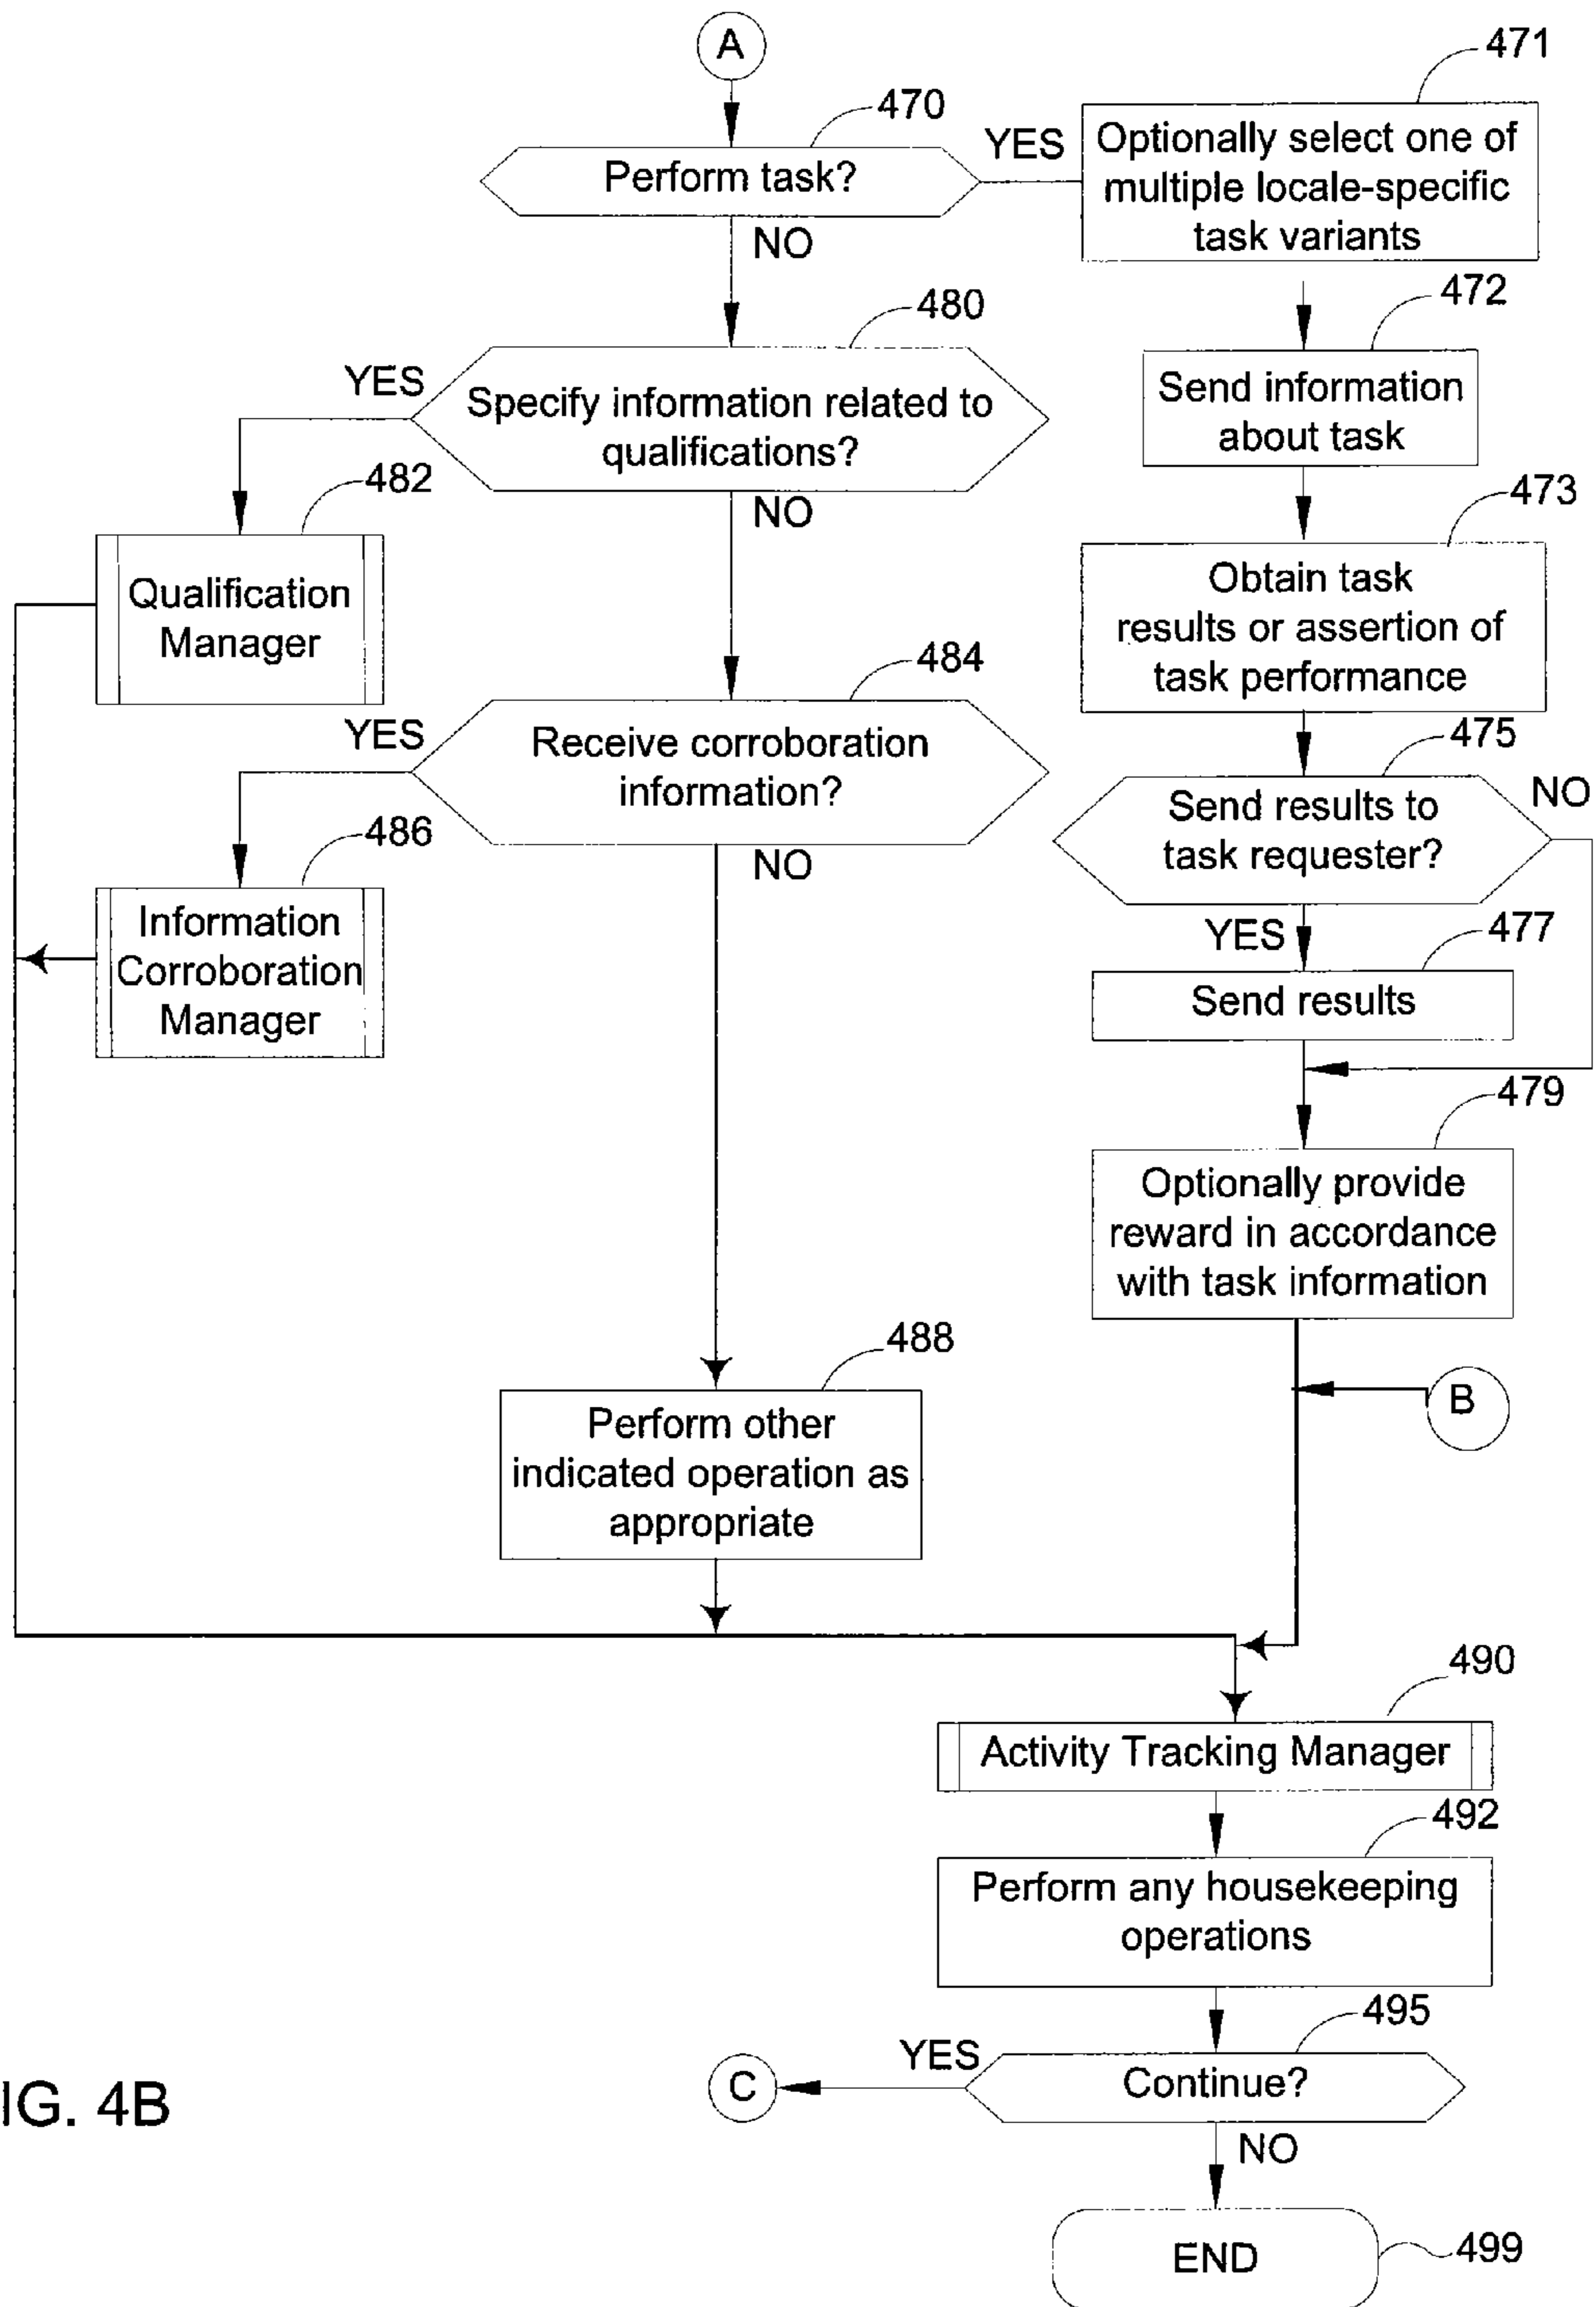 A
471
470
YES
Optionally select one of
multiple locale-specific
task variants
Perform task?
NO
472
480
YES
Send information
about task
Specify information related to
qualifications?
482
473
NO
Qualification
Manager
Obtain task
results or assertion of
task performance
484
YES
475
Receive corroboration
information?
NO
Send results to
task requester?
486
NO
YES
477
Information
Corroboration
Manager
Send results
479
Optionally provide
reward in accordance
with task information
488
B
Perform other
indicated operation as
appropriate
490
Activity Tracking Manager
492
Perform any housekeeping
operations
495
YES
C
Continue?
IG. 4B
NO
END
499